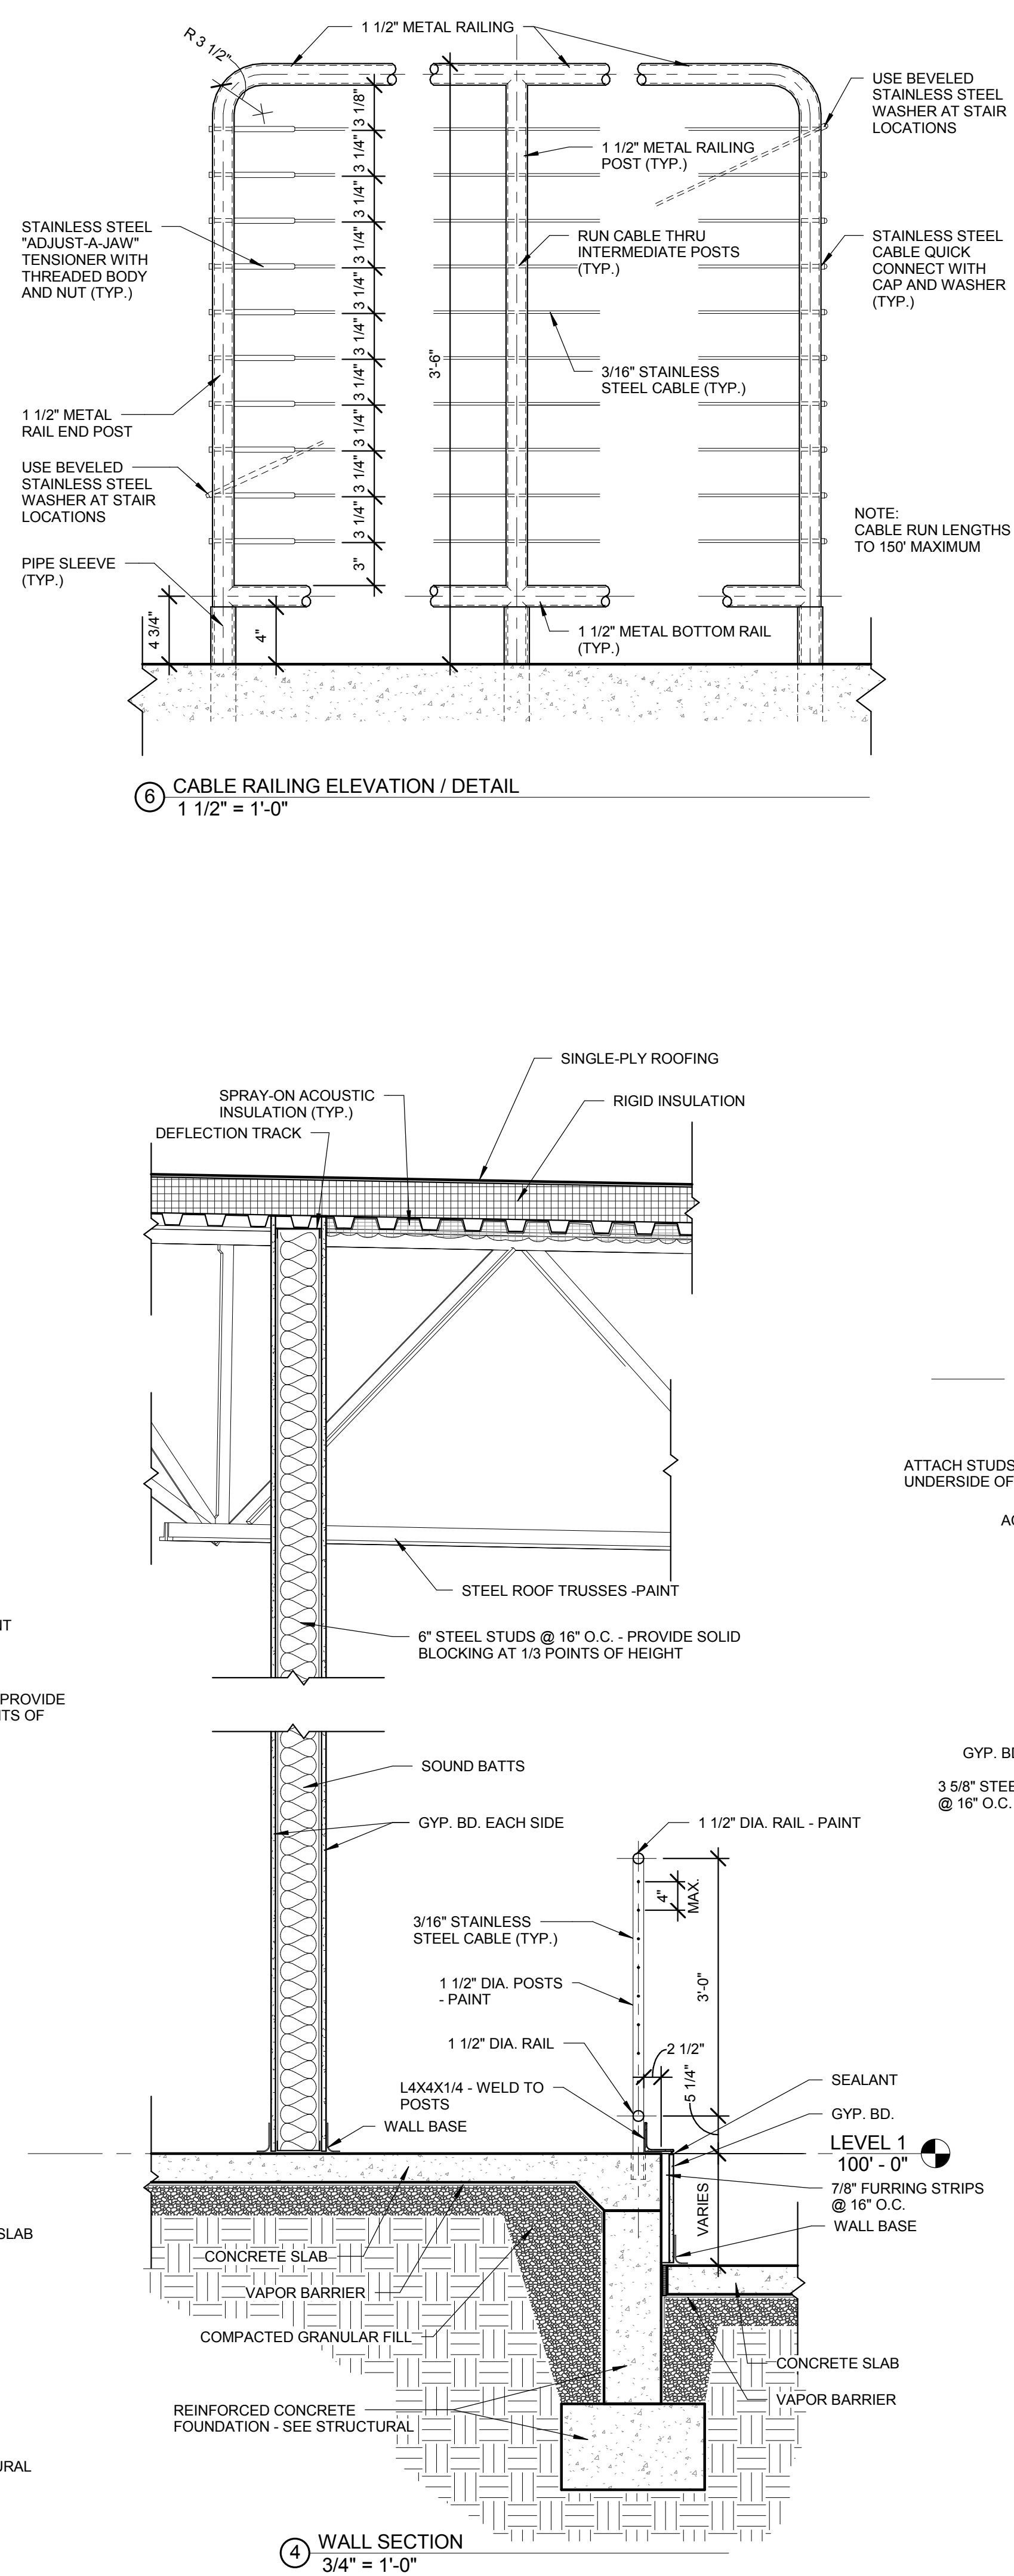 1 1/2" METAL RAILING
R 3 1/2"
USE BEVELED
STAINLESS STEEL
WASHER AT STAIR
LOCATIONS
3 1/8"
3 1/4"
3 1/4"
3 1/4"
3 1/4"
3 1/4"
3 1/4"
3 1/4"
3 1/4"
3 1/4"
3"
1 1/2" METAL RAILING
POST (TYP.)
STAINLESS STEEL
"ADJUST-A-JAW"
TENSIONER WITH
THREADED BODY
AND NUT (TYP.)
RUN CABLE THRU
INTERMEDIATE POSTS
(TYP.)
STAINLESS STEEL
CABLE QUICK
CONNECT WITH
CAP AND WASHER
(TYP.)
3'-6"
3/16" STAINLESS
STEEL CABLE (TYP.)
1 1/2" METAL
RAIL END POST
USE BEVELED
STAINLESS STEEL
WASHER AT STAIR
LOCATIONS
NOTE:
CABLE RUN LENGTHS
TO 150' MAXIMUM
PIPE SLEEVE
(TYP.)
4 3/4"
4"
1 1/2" METAL BOTTOM RAIL
(TYP.)
6 CABLE RAILING ELEVATION / DETAIL
1 1/2" = 1'-0"
SINGLE-PLY ROOFING
SPRAY-ON ACOUSTIC
INSULATION (TYP.)
RIGID INSULATION
DEFLECTION TRACK
ATTACH STUDS
UNDERSIDE OF
AC
STEEL ROOF TRUSSES -PAINT
NT
6" STEEL STUDS @ 16" O.C. - PROVIDE SOLID
BLOCKING AT 1/3 POINTS OF HEIGHT
PROVIDE
NTS OF
GYP. BD
SOUND BATTS
3 5/8" STEE
@ 16" O.C.
GYP. BD. EACH SIDE
1 1/2" DIA. RAIL - PAINT
4"
MAX.
3/16" STAINLESS
STEEL CABLE (TYP.)
1 1/2" DIA. POSTS
- PAINT
3'-0"
1 1/2" DIA. RAIL
2 1/2"
5 1/4"
L4X4X1/4 - WELD TO
POSTS
SEALANT
WALL BASE
GYP. BD.
LEVEL 1
100' - 0"
7/8" FURRING STRIPS
@ 16" O.C.
VARIES
WALL BASE
SLAB
CONCRETE SLAB
VAPOR BARRIER
COMPACTED GRANULAR FILL
CONCRETE SLAB
VAPOR BARRIER
REINFORCED CONCRETE
FOUNDATION - SEE STRUCTURAL
URAL
4 WALL SECTION
3/4" = 1'-0"